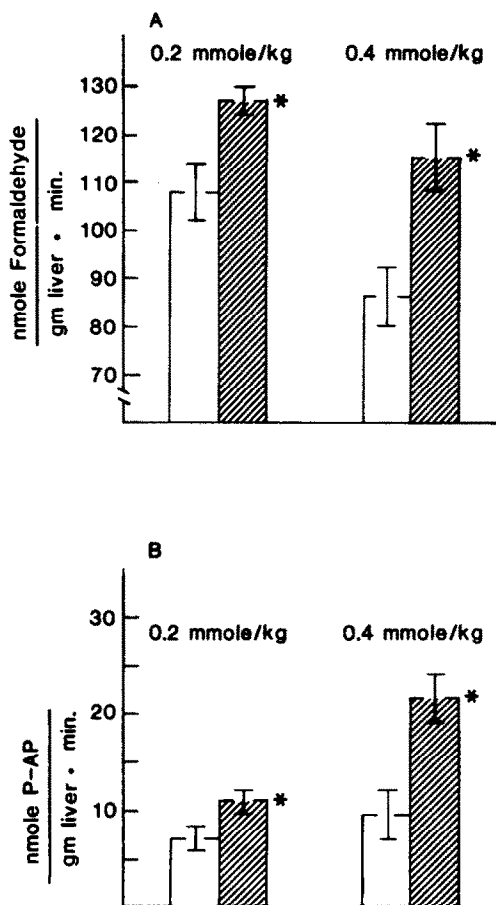 A
0.2 mmole/kg 0.4 mmole/kg
130
120
110
100
90
80
70
nmole Formaldehyde
gm liver • min.
*
*
B
0.2 mmole/kg 0.4 mmole/kg
30
20
10
nmole P-AP
gm liver • min.
*
*